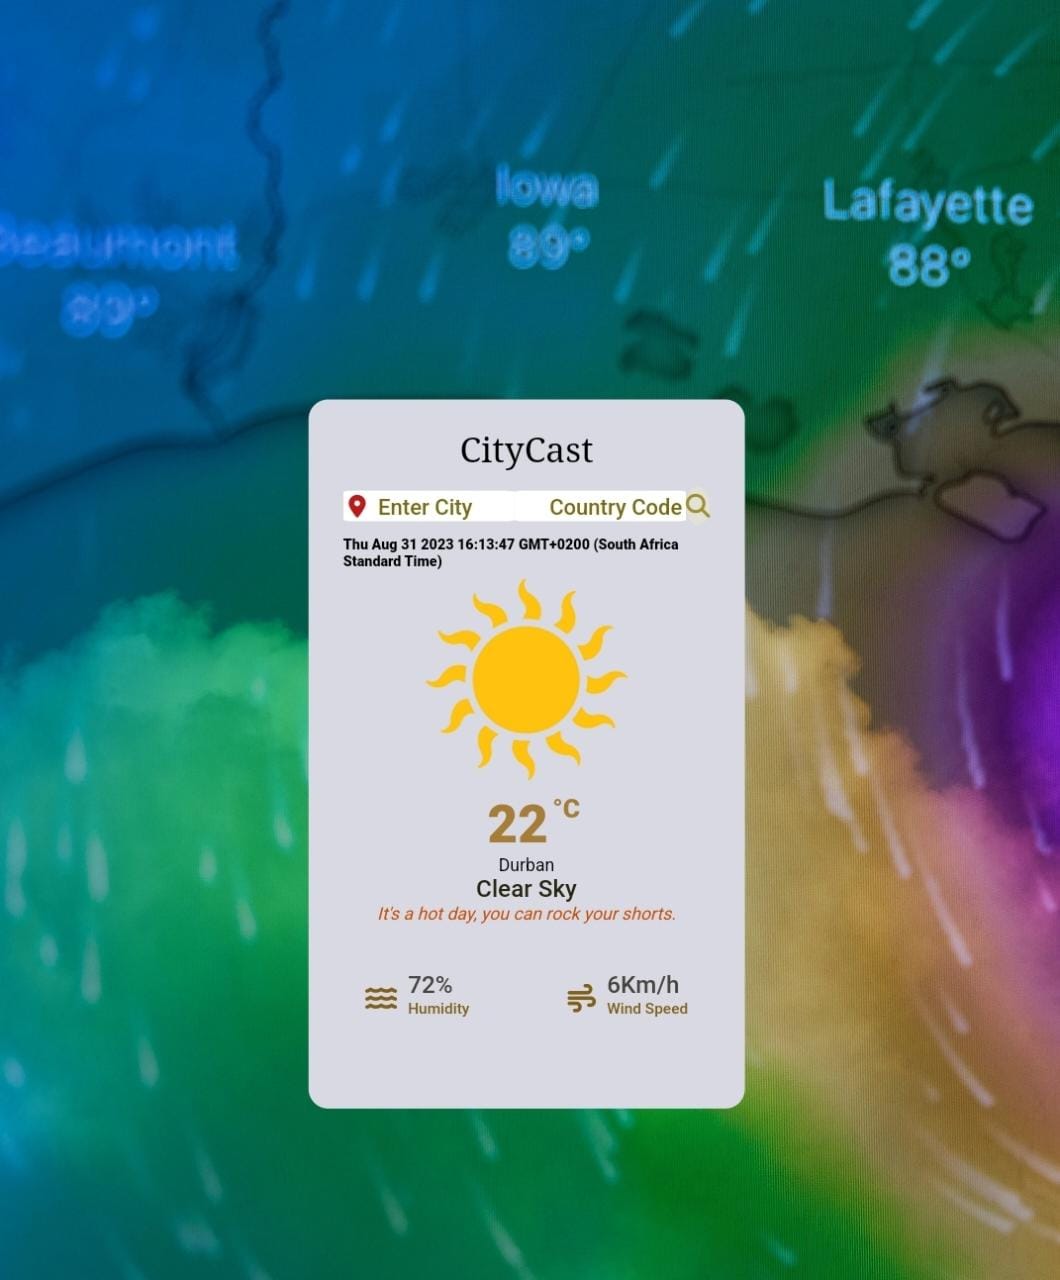 Iowa
89°
Lafayette
88°
Beaumont
89°
CityCast
Enter City
Country Code
Thu Aug 31 2023 16:13:47 GMT+0200 (South Africa
Standard Time)
22 °C
Durban
Clear Sky
It's a hot day, you can rock your shorts.
72%
Humidity
6Km/h
Wind Speed